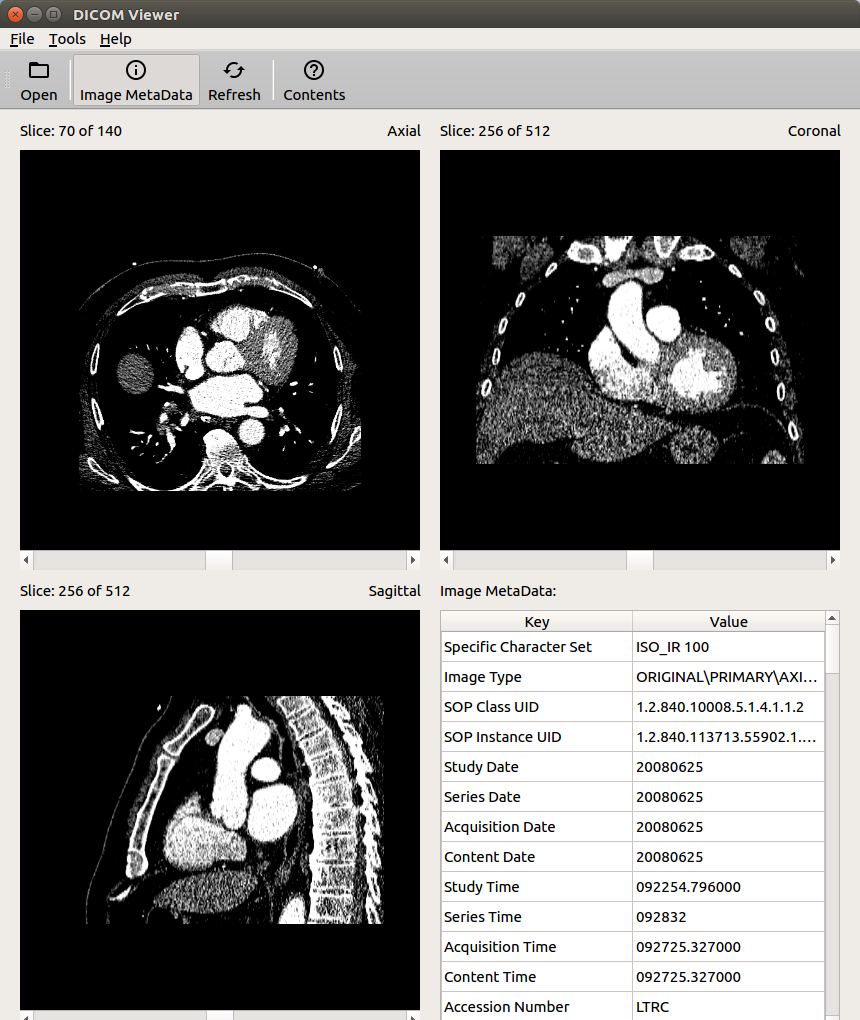 DICOM Viewer
File Tools Help
Open Image MetaData Refresh Contents
Slice: 70 of 140 Axial
Slice: 256 of 512 Coronal
Slice: 256 of 512 Sagittal
Image MetaData:
Key Value
Specific Character Set ISO_IR 100
Image Type ORIGINAL\PRIMARY\AXI...
SOP Class UID 1.2.840.10008.5.1.4.1.1.2
SOP Instance UID 1.2.840.113713.55902.1....
Study Date 20080625
Series Date 20080625
Acquisition Date 20080625
Content Date 20080625
Study Time 092254.796000
Series Time 092832
Acquisition Time 092725.327000
Content Time 092725.327000
Accession Number LTRC